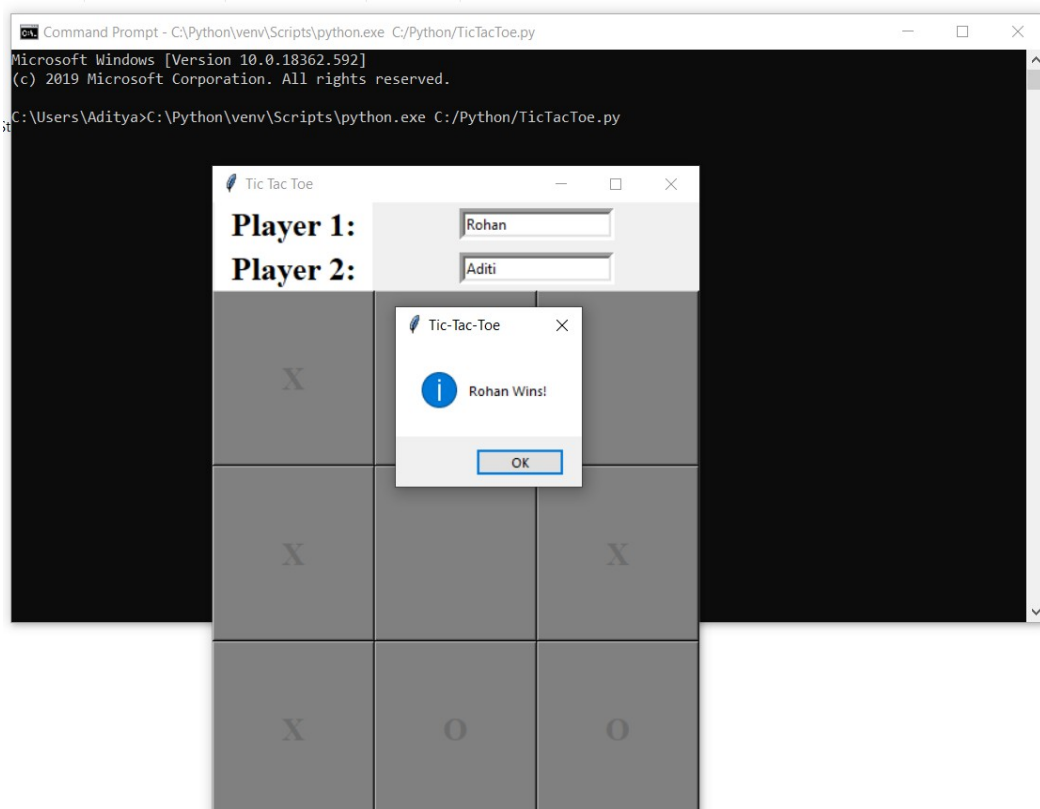 Command Prompt - C:\Python\venv\Scripts\python.exe C:/Python/TicTacToe.py
Microsoft Windows [Version 10.0.18362.592]
(c) 2019 Microsoft Corporation. All rights reserved.
C:\Users\Aditya>C:\Python\venv\Scripts\python.exe C:/Python/TicTacToe.py
Tic Tac Toe
Player 1: Rohan
Player 2: Aditi
Tic-Tac-Toe
Rohan Wins!
OK
X
X X
X O O